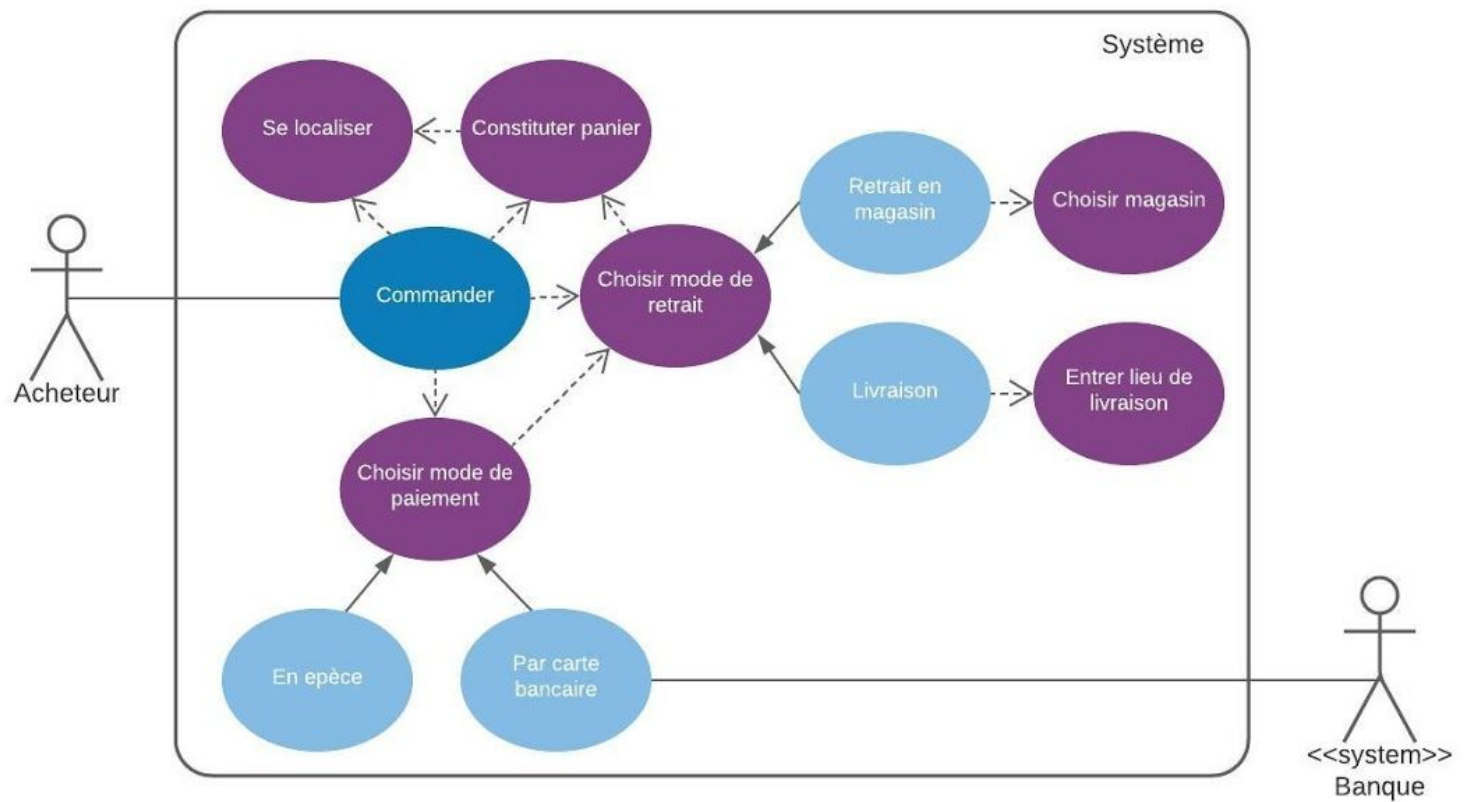 Système
Se localiser
Constituter panier
Retrait en
magasin
Choisir magasin
Commander
Choisir mode de
retrait
Acheteur
Livraison
Entrer lieu de
livraison
Choisir mode de
paiement
En epèce
Par carte
bancaire
<<system>>
Banque